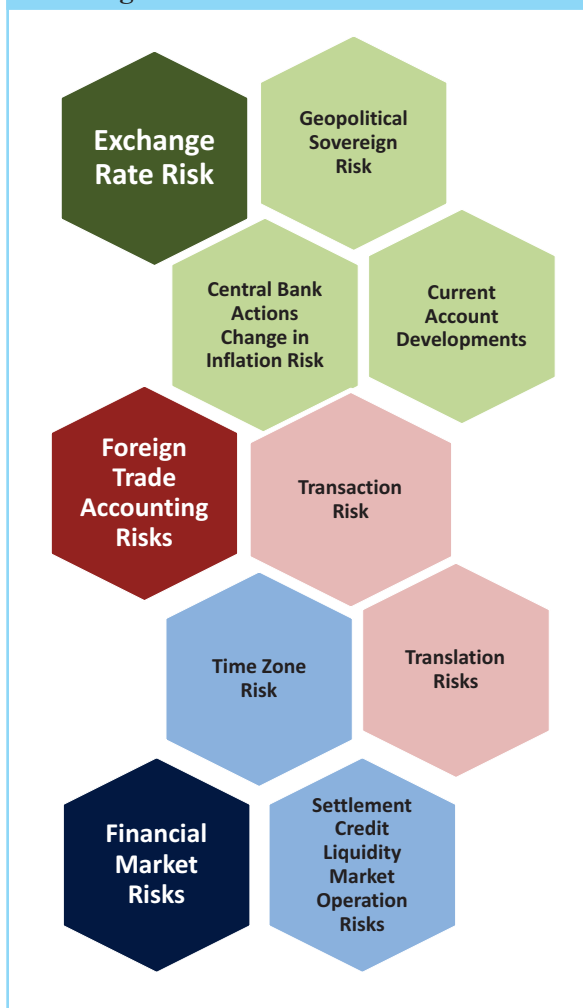 Exchange
Rate Risk
Geopolitical
Sovereign
Risk
Central Bank
Actions
Change in
Inflation Risk
Current
Account
Developments
Foreign
Trade
Accounting
Risks
Transaction
Risk
Time Zone
Risk
Translation
Risks
Financial
Market
Risks
Settlement
Credit
Liquidity
Market
Operation
Risks